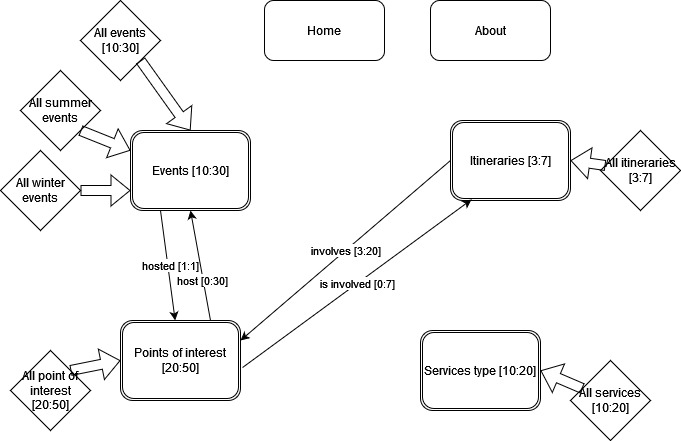 All events
[10:30]
Home
About
All summer
events
Events [10:30]
Itineraries [3:7]
All itineraries
[3:7]
All winter
events
involves [3:20]
hosted [1:1]
host [0:30]
is involved [0:7]
Points of interest
[20:50]
All point of
interest
[20:50]
Services type [10:20]
All services
[10:20]